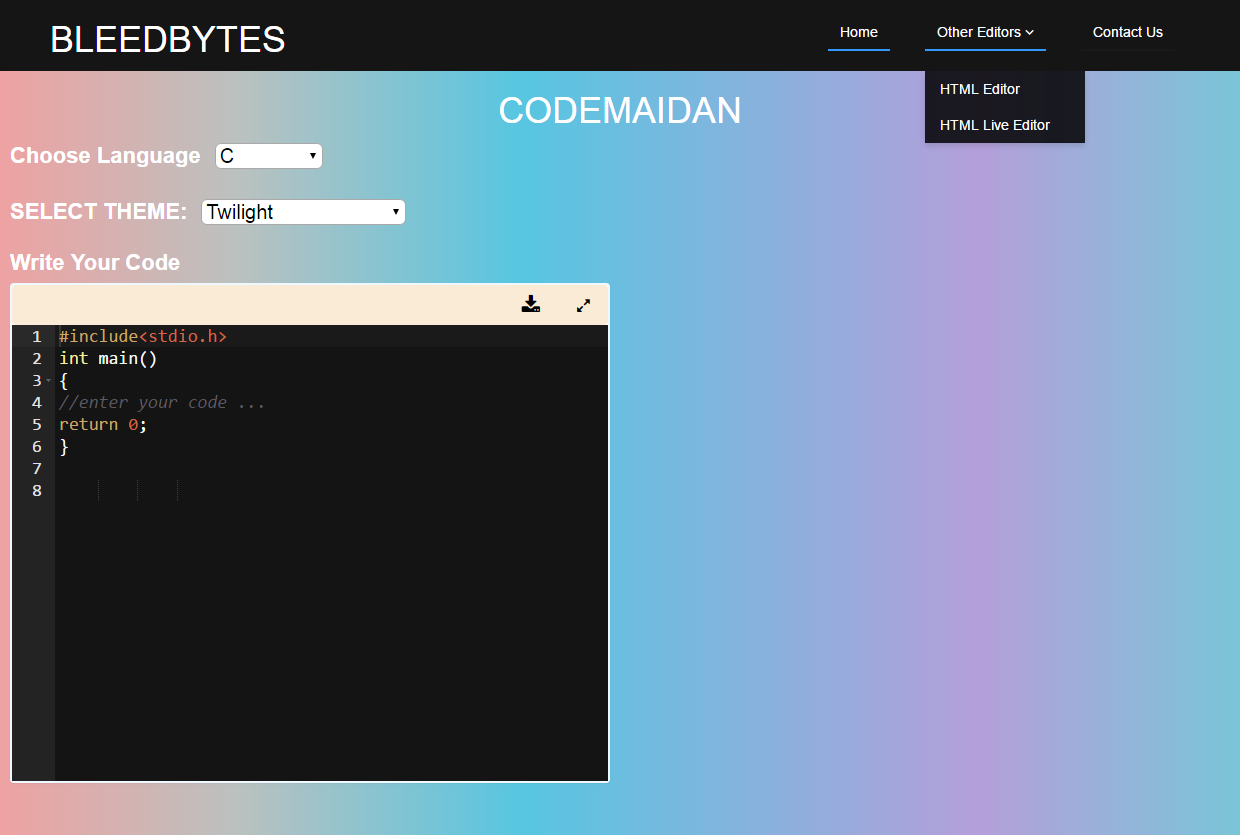 BLEEDBYTES
Home
Other Editors
Contact Us
HTML Editor
HTML Live Editor
CODEMAIDAN
Choose Language C
SELECT THEME: Twilight
Write Your Code
1 #include<stdio.h>
2 int main()
3 {
4 //enter your code ...
5 return 0;
6 }
7
8